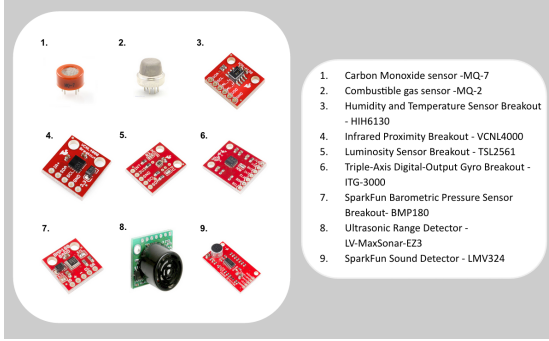 1.
2.
3.
4.
5.
6.
7.
8.
9.
1. Carbon Monoxide sensor -MQ-7
2. Combustible gas sensor -MQ-2
3. Humidity and Temperature Sensor Breakout
- HIH6130
4. Infrared Proximity Breakout - VCNL4000
5. Luminosity Sensor Breakout - TSL2561
6. Triple-Axis Digital-Output Gyro Breakout -
ITG-3000
7. SparkFun Barometric Pressure Sensor
Breakout- BMP180
8. Ultrasonic Range Detector -
LV-MaxSonar-EZ3
9. SparkFun Sound Detector - LMV324